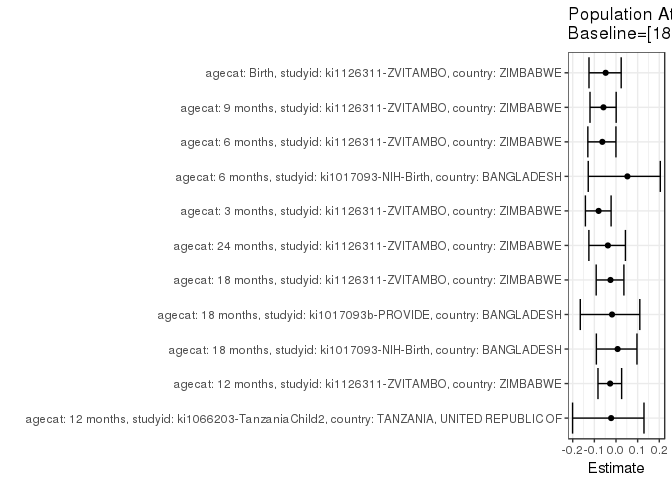 Population At
Baseline=[18
agecat: Birth, studyid: ki1126311-ZVITAMBO, country: ZIMBABWE
agecat: 9 months, studyid: ki1126311-ZVITAMBO, country: ZIMBABWE
agecat: 6 months, studyid: ki1126311-ZVITAMBO, country: ZIMBABWE
agecat: 6 months, studyid: ki1017093-NIH-Birth, country: BANGLADESH
agecat: 3 months, studyid: ki1126311-ZVITAMBO, country: ZIMBABWE
agecat: 24 months, studyid: ki1126311-ZVITAMBO, country: ZIMBABWE
agecat: 18 months, studyid: ki1126311-ZVITAMBO, country: ZIMBABWE
agecat: 18 months, studyid: ki1017093b-PROVIDE, country: BANGLADESH
agecat: 18 months, studyid: ki1017093-NIH-Birth, country: BANGLADESH
agecat: 12 months, studyid: ki1126311-ZVITAMBO, country: ZIMBABWE
agecat: 12 months, studyid: ki1066203-TanzaniaChild2, country: TANZANIA, UNITED REPUBLIC OF
-0.2 -0.1 0.0 0.1 0.2
Estimate